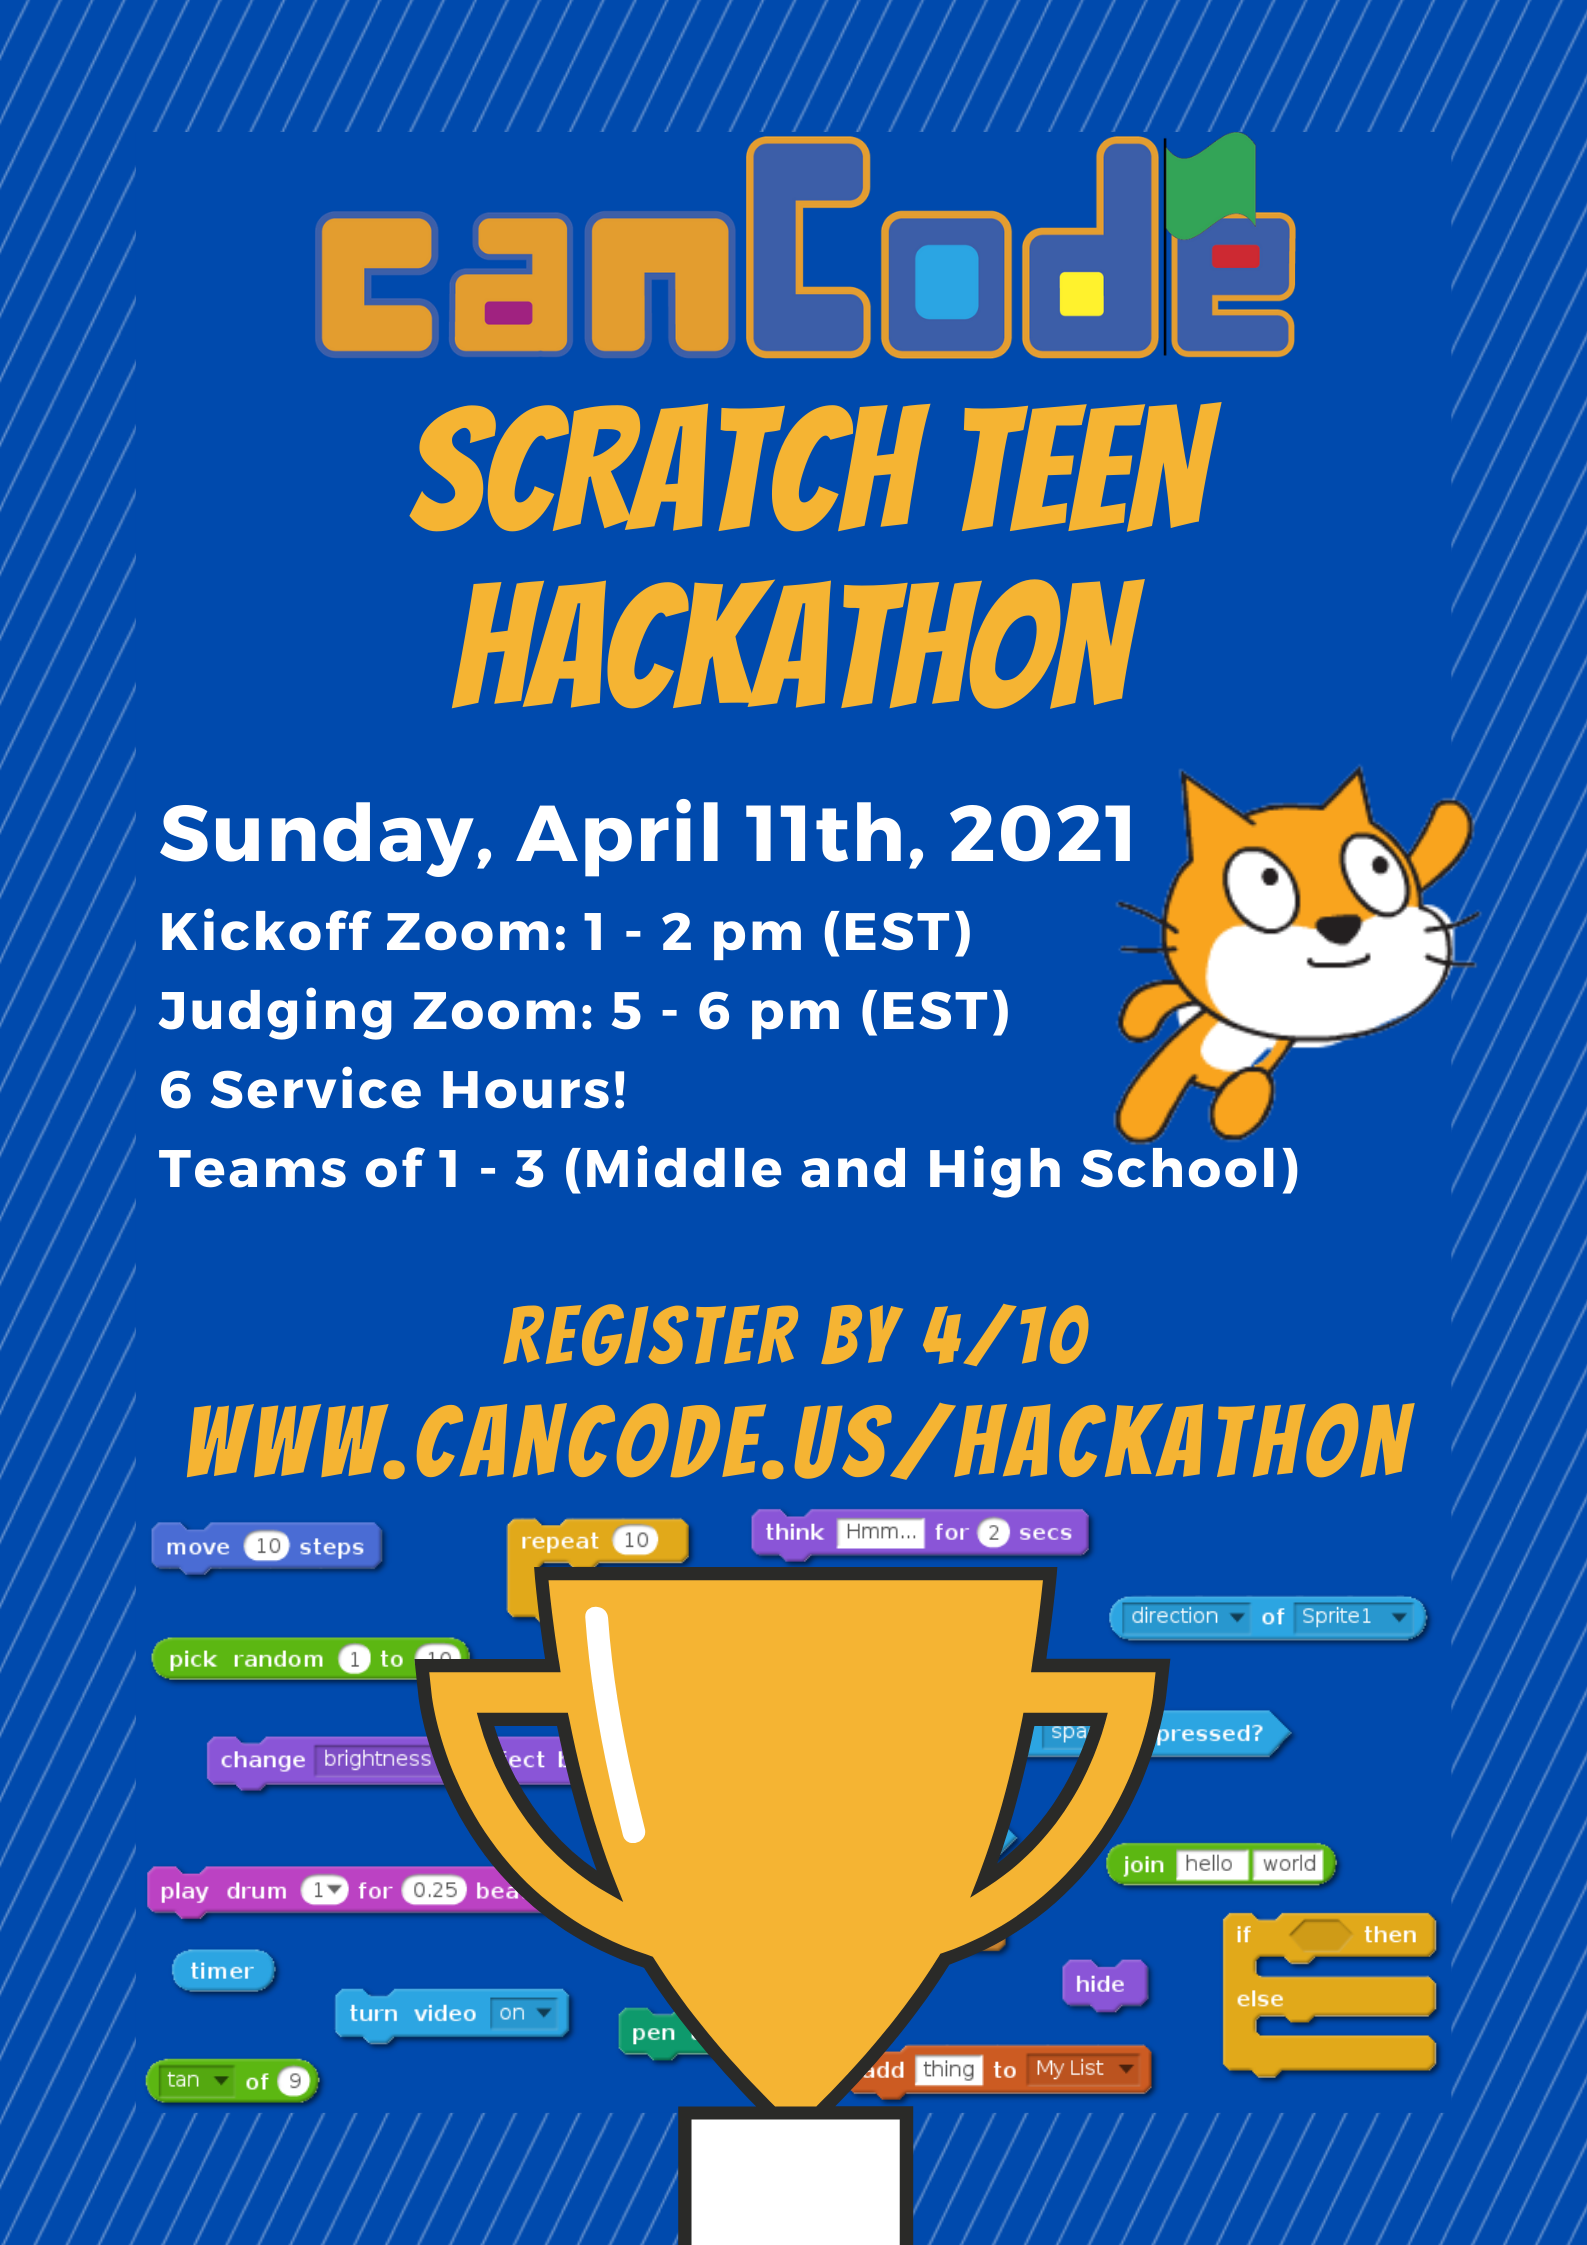 canCode
SCRATCH TEEN
HACKATHON
Sunday, April 11th, 2021
Kickoff Zoom: 1 - 2 pm (EST)
Judging Zoom: 5 - 6 pm (EST)
6 Service Hours!
Teams of 1 - 3 (Middle and High School)
REGISTER BY 4/10
WWW.CANCODE.US/HACKATHON
move 10 steps
repeat 10
think Hmm... for 2 secs
direction of Sprite1
pick random 1 to 10
change brightness
pressed?
play drum 1 for 0.25
join hello world
if then
else
timer
hide
turn video on
pen
add thing to My List
tan of 9